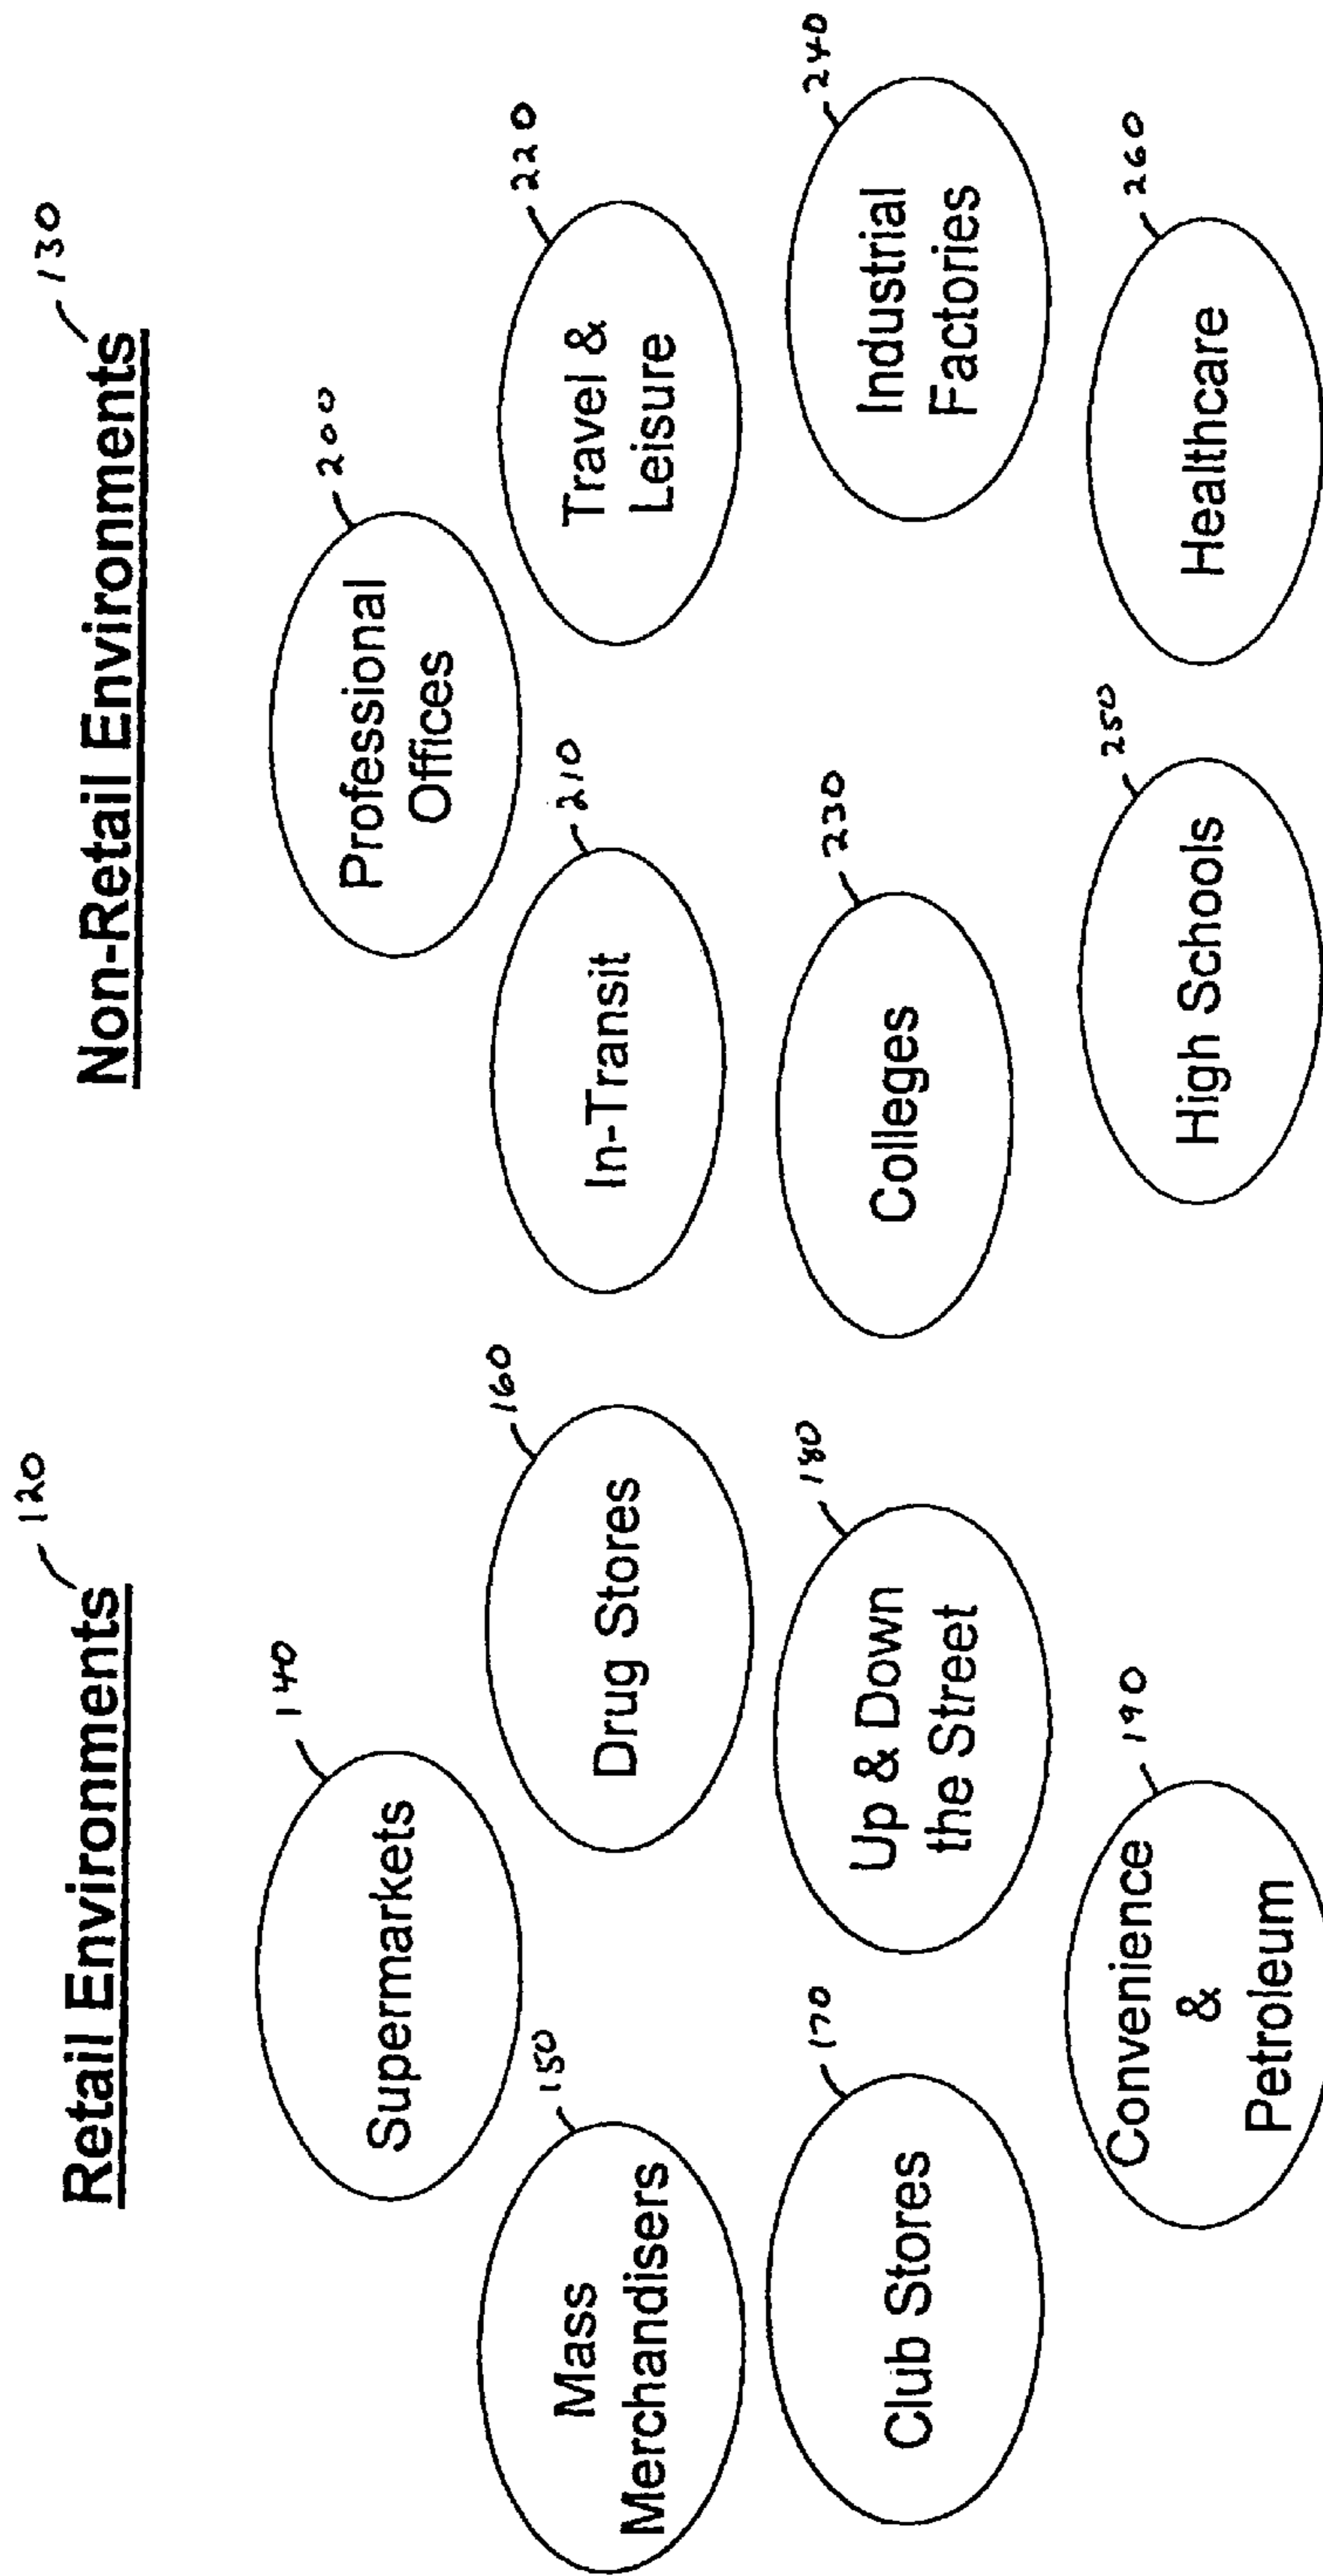 Retail Environments
120
Supermarkets
140
Mass
Merchandisers
150
Drug Stores
160
Club Stores
170
Up & Down
the Street
180
Convenience
&
Petroleum
190
Non-Retail Environments
130
Professional
Offices
200
In-Transit
210
Travel &
Leisure
220
Colleges
230
Industrial
Factories
240
High Schools
250
Healthcare
260